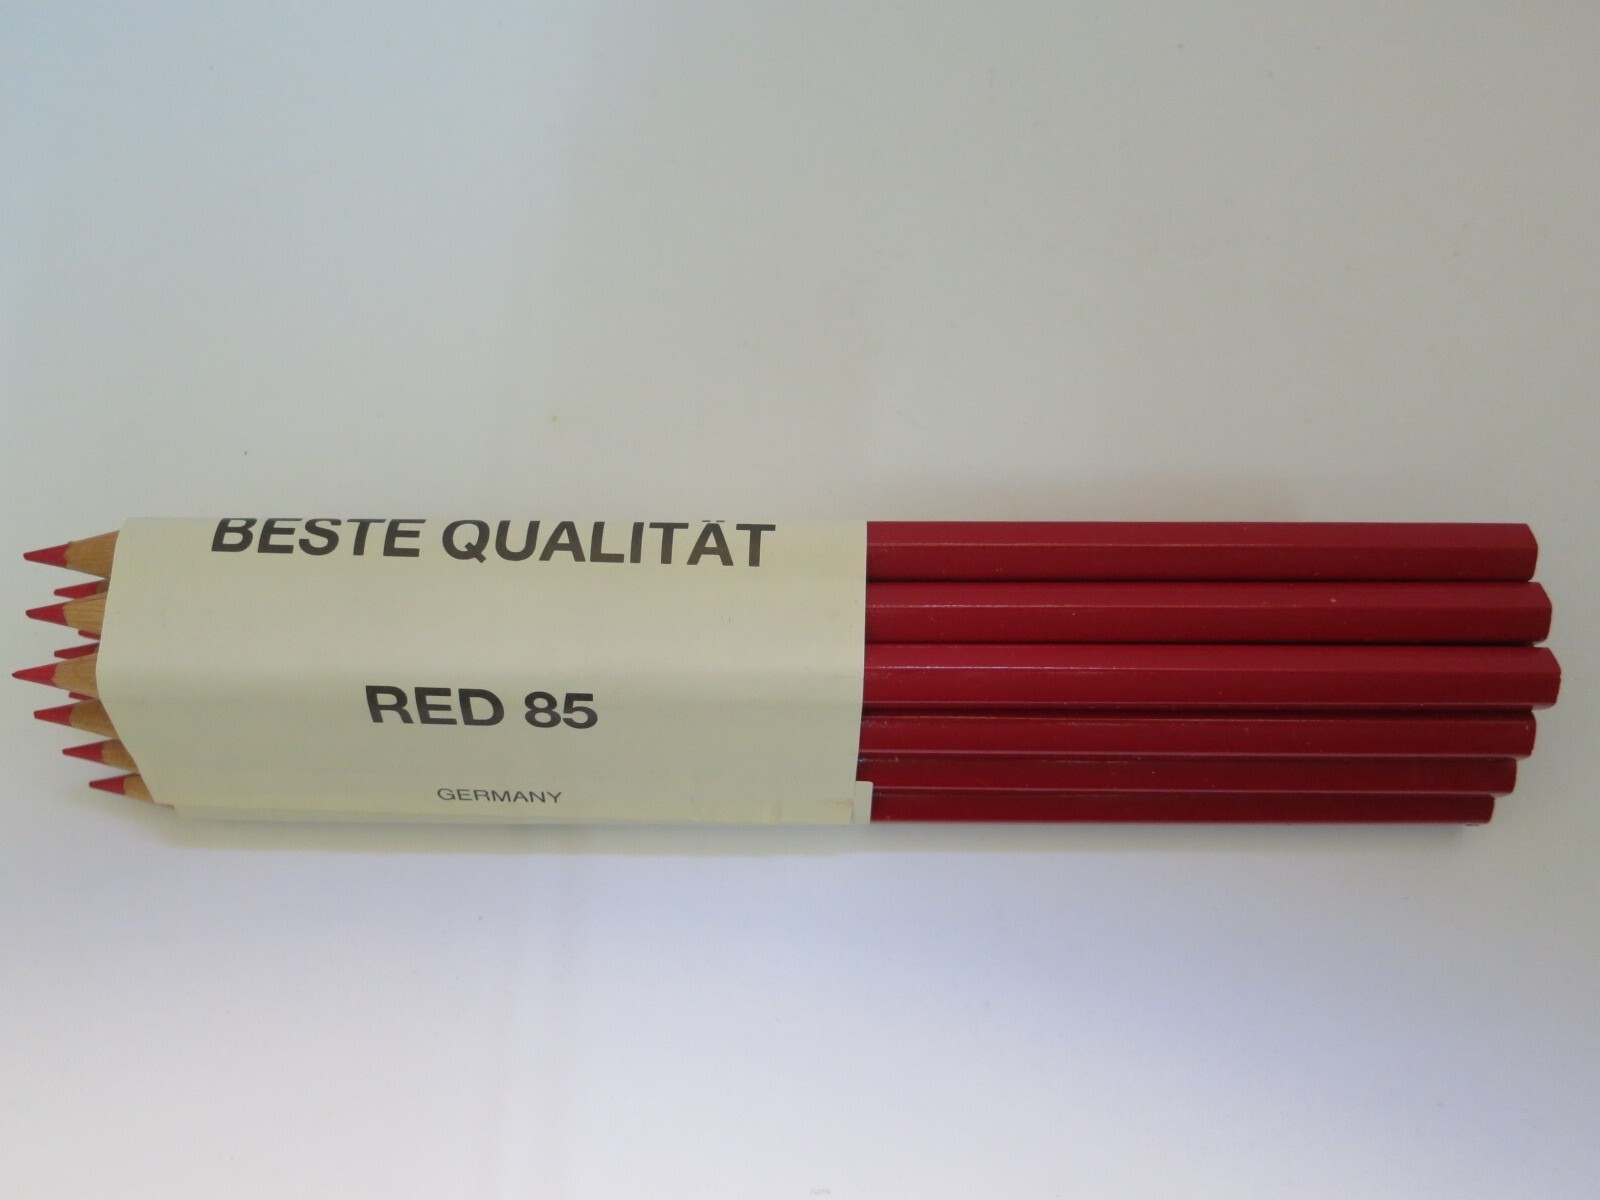 BESTE QUALITÄT
RED 85
GERMANY